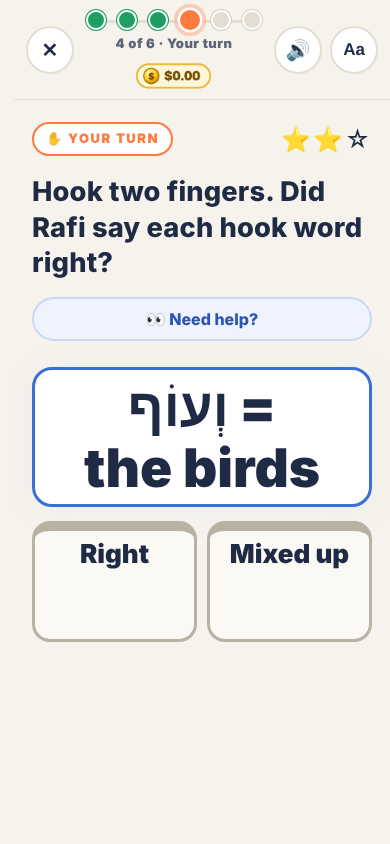 ✕
4 of 6 · Your turn
$ $0.00
🔊
Aa
✋ YOUR TURN
⭐⭐☆
Hook two fingers. Did
Rafi say each hook word
right?
👀 Need help?
וְעוֹף =
the birds
Right
Mixed up